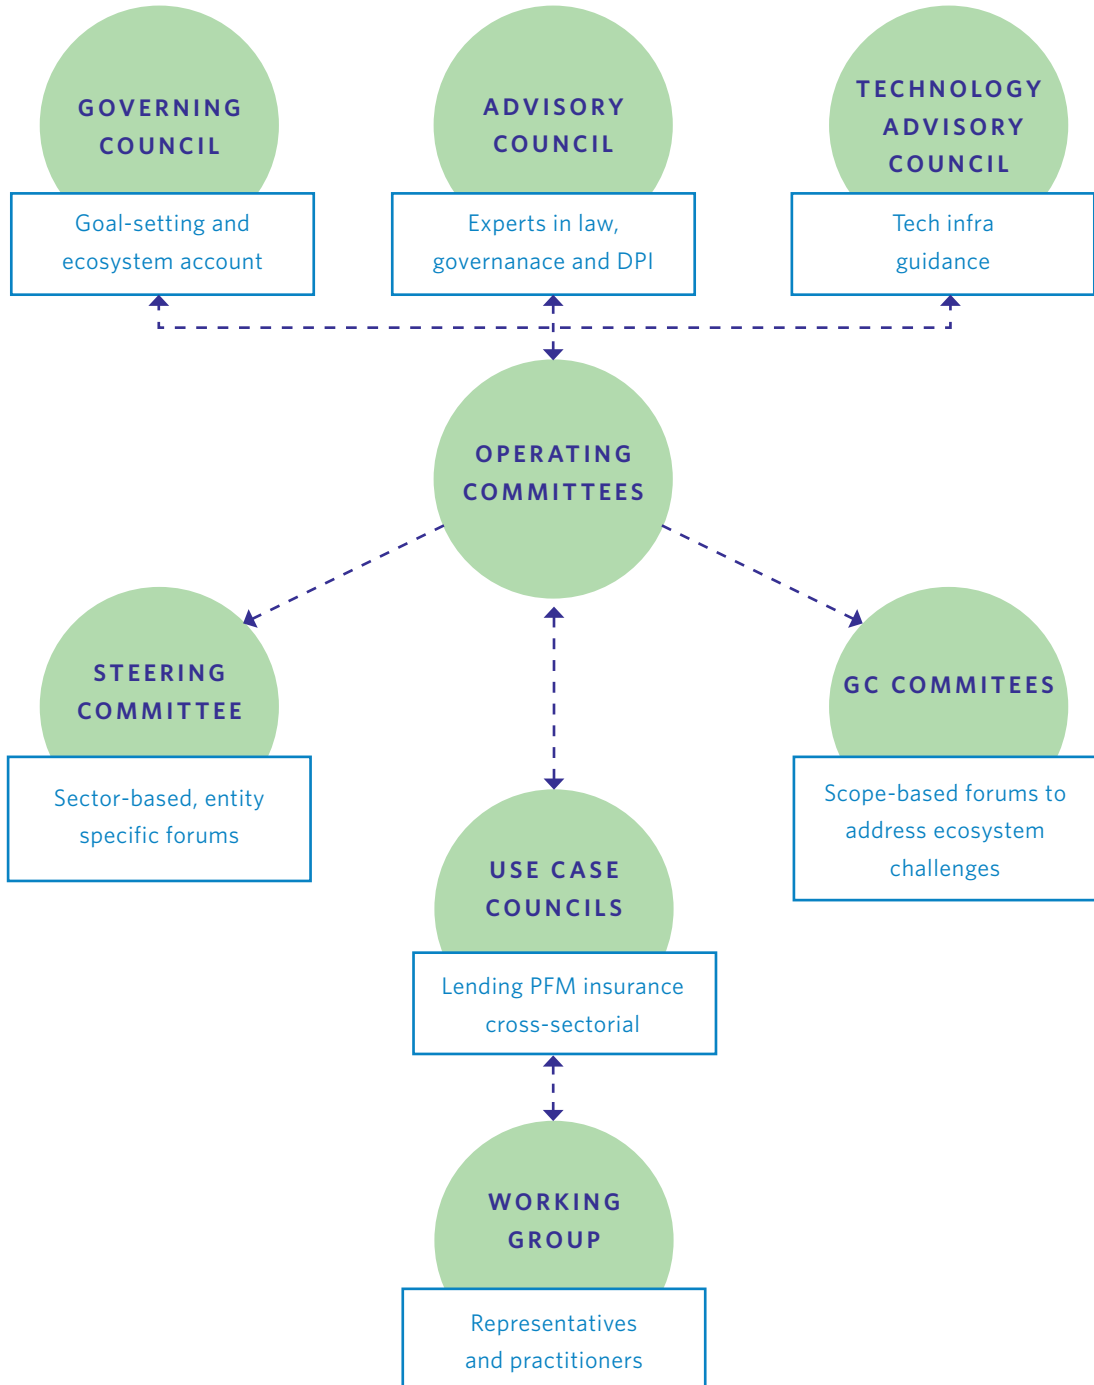 GOVERNING
COUNCIL
Goal-setting and
ecosystem account
ADVISORY
COUNCIL
Experts in law,
governanace and DPI
TECHNOLOGY
ADVISORY
COUNCIL
Tech infra
guidance
OPERATING
COMMITTEES
STEERING
COMMITTEE
Sector-based, entity
specific forums
GC COMMITEES
Scope-based forums to
address ecosystem
challenges
USE CASE
COUNCILS
Lending PFM insurance
cross-sectorial
WORKING
GROUP
Representatives
and practitioners